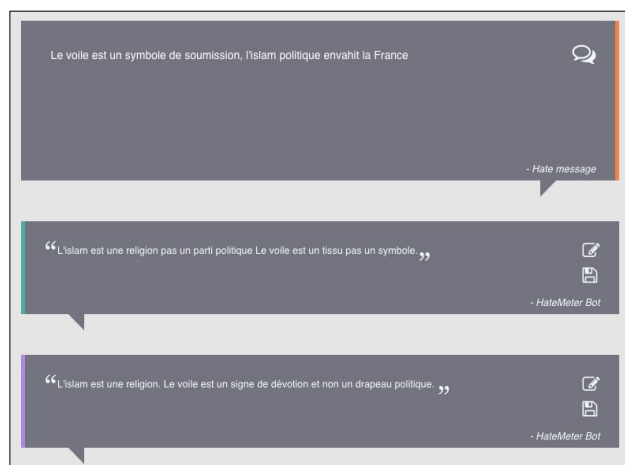 Le voile est un symbole de soumission, l'islam politique envahit la France
- Hate message
“L'islam est une religion pas un parti politique Le voile est un tissu pas un symbole.„
- HateMeter Bot
“L'islam est une religion. Le voile est un signe de dévotion et non un drapeau politique. „
- HateMeter Bot